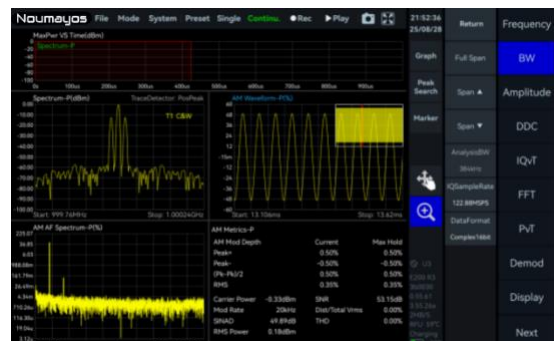 Noumayos File Mode System Preset Single Continu. ●Rec ▶Play
21:52:36
25/08/28
MaxPwr VS Time(dBm)
Spectrum-P
Spectrum-P(dBm) TraceDetector PosPeak
T1 C&W
Start: 999.76MHz Stop: 1.00024GHz
AM Waveform-P(%)
Start: 13.106ms Stop: 13.62ms
AM AF Spectrum-P(%)
AM Metrics-P
AM Mod Depth Current Max Hold
Peak+ 0.50% 0.50%
Peak- -0.50% -0.50%
(Pk-Pk)/2 0.50% 0.50%
RMS 0.35% 0.35%
Carrier Power -0.33dBm SNR 53.15dB
Mod Rate 20kHz Dist/Total Vrms 0.00%
SINAD 49.89dB THD 0.00%
RMS Power 0.18dBm
Graph
Peak
Search
Marker
Return
Full Span
Span ▲
Span ▼
AnalysisBW
IQSampleRate
122.88MSPS
DataFormat
Complex16bit
Frequency
BW
Amplitude
DDC
IQvT
FFT
PvT
Demod
Display
Next